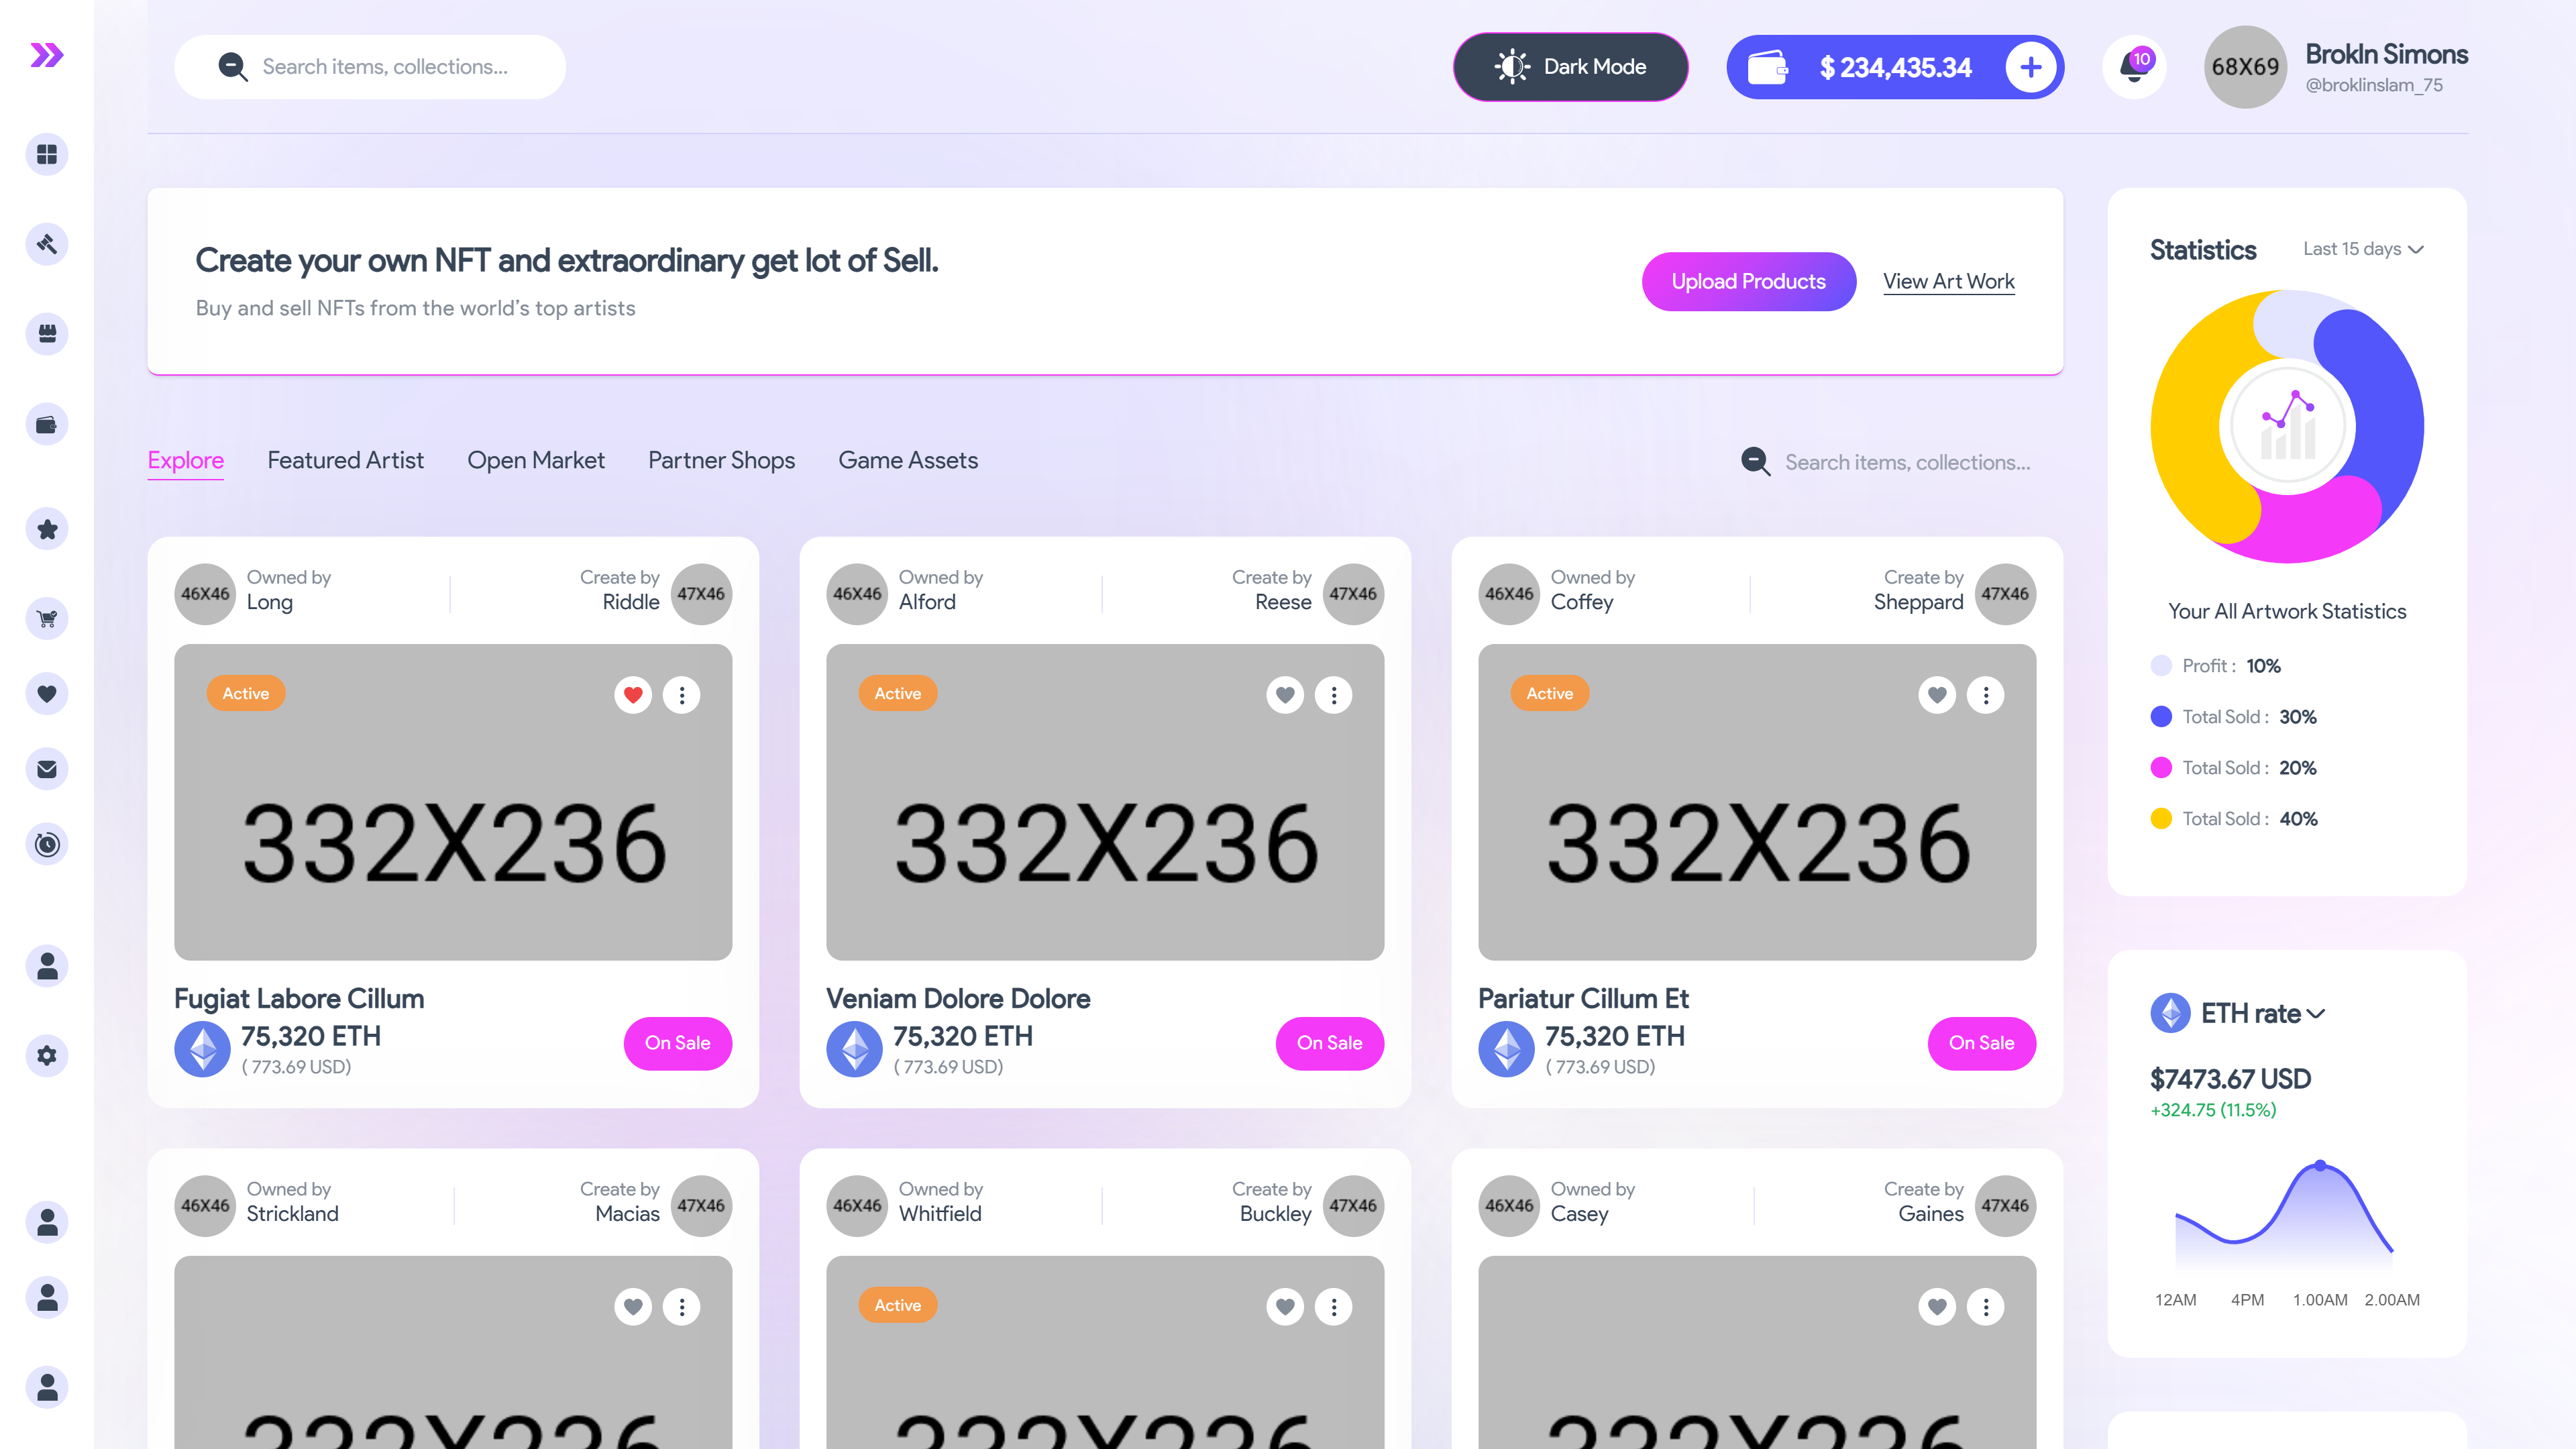 Search items, collections...
Dark Mode
$ 234,435.34
10
68X69
Brokln Simons
@broklinslam_75
Create your own NFT and extraordinary get lot of Sell.
Buy and sell NFTs from the world's top artists
Upload Products
View Art Work
Explore
Featured Artist
Open Market
Partner Shops
Game Assets
Search items, collections...
46X46
Owned by
Long
Create by
Riddle
47X46
Active
332X236
Fugiat Labore Cillum
75,320 ETH
( 773.69 USD)
On Sale
46X46
Owned by
Alford
Create by
Reese
47X46
Active
332X236
Veniam Dolore Dolore
75,320 ETH
( 773.69 USD)
On Sale
46X46
Owned by
Coffey
Create by
Sheppard
47X46
Active
332X236
Pariatur Cillum Et
75,320 ETH
( 773.69 USD)
On Sale
46X46
Owned by
Strickland
Create by
Macias
47X46
332X236
46X46
Owned by
Whitfield
Create by
Buckley
47X46
Active
332X236
46X46
Owned by
Casey
Create by
Gaines
47X46
332X236
Statistics
Last 15 days
Your All Artwork Statistics
Profit : 10%
Total Sold : 30%
Total Sold : 20%
Total Sold : 40%
ETH rate
$7473.67 USD
+324.75 (11.5%)
12AM 4PM 1.00AM 2.00AM